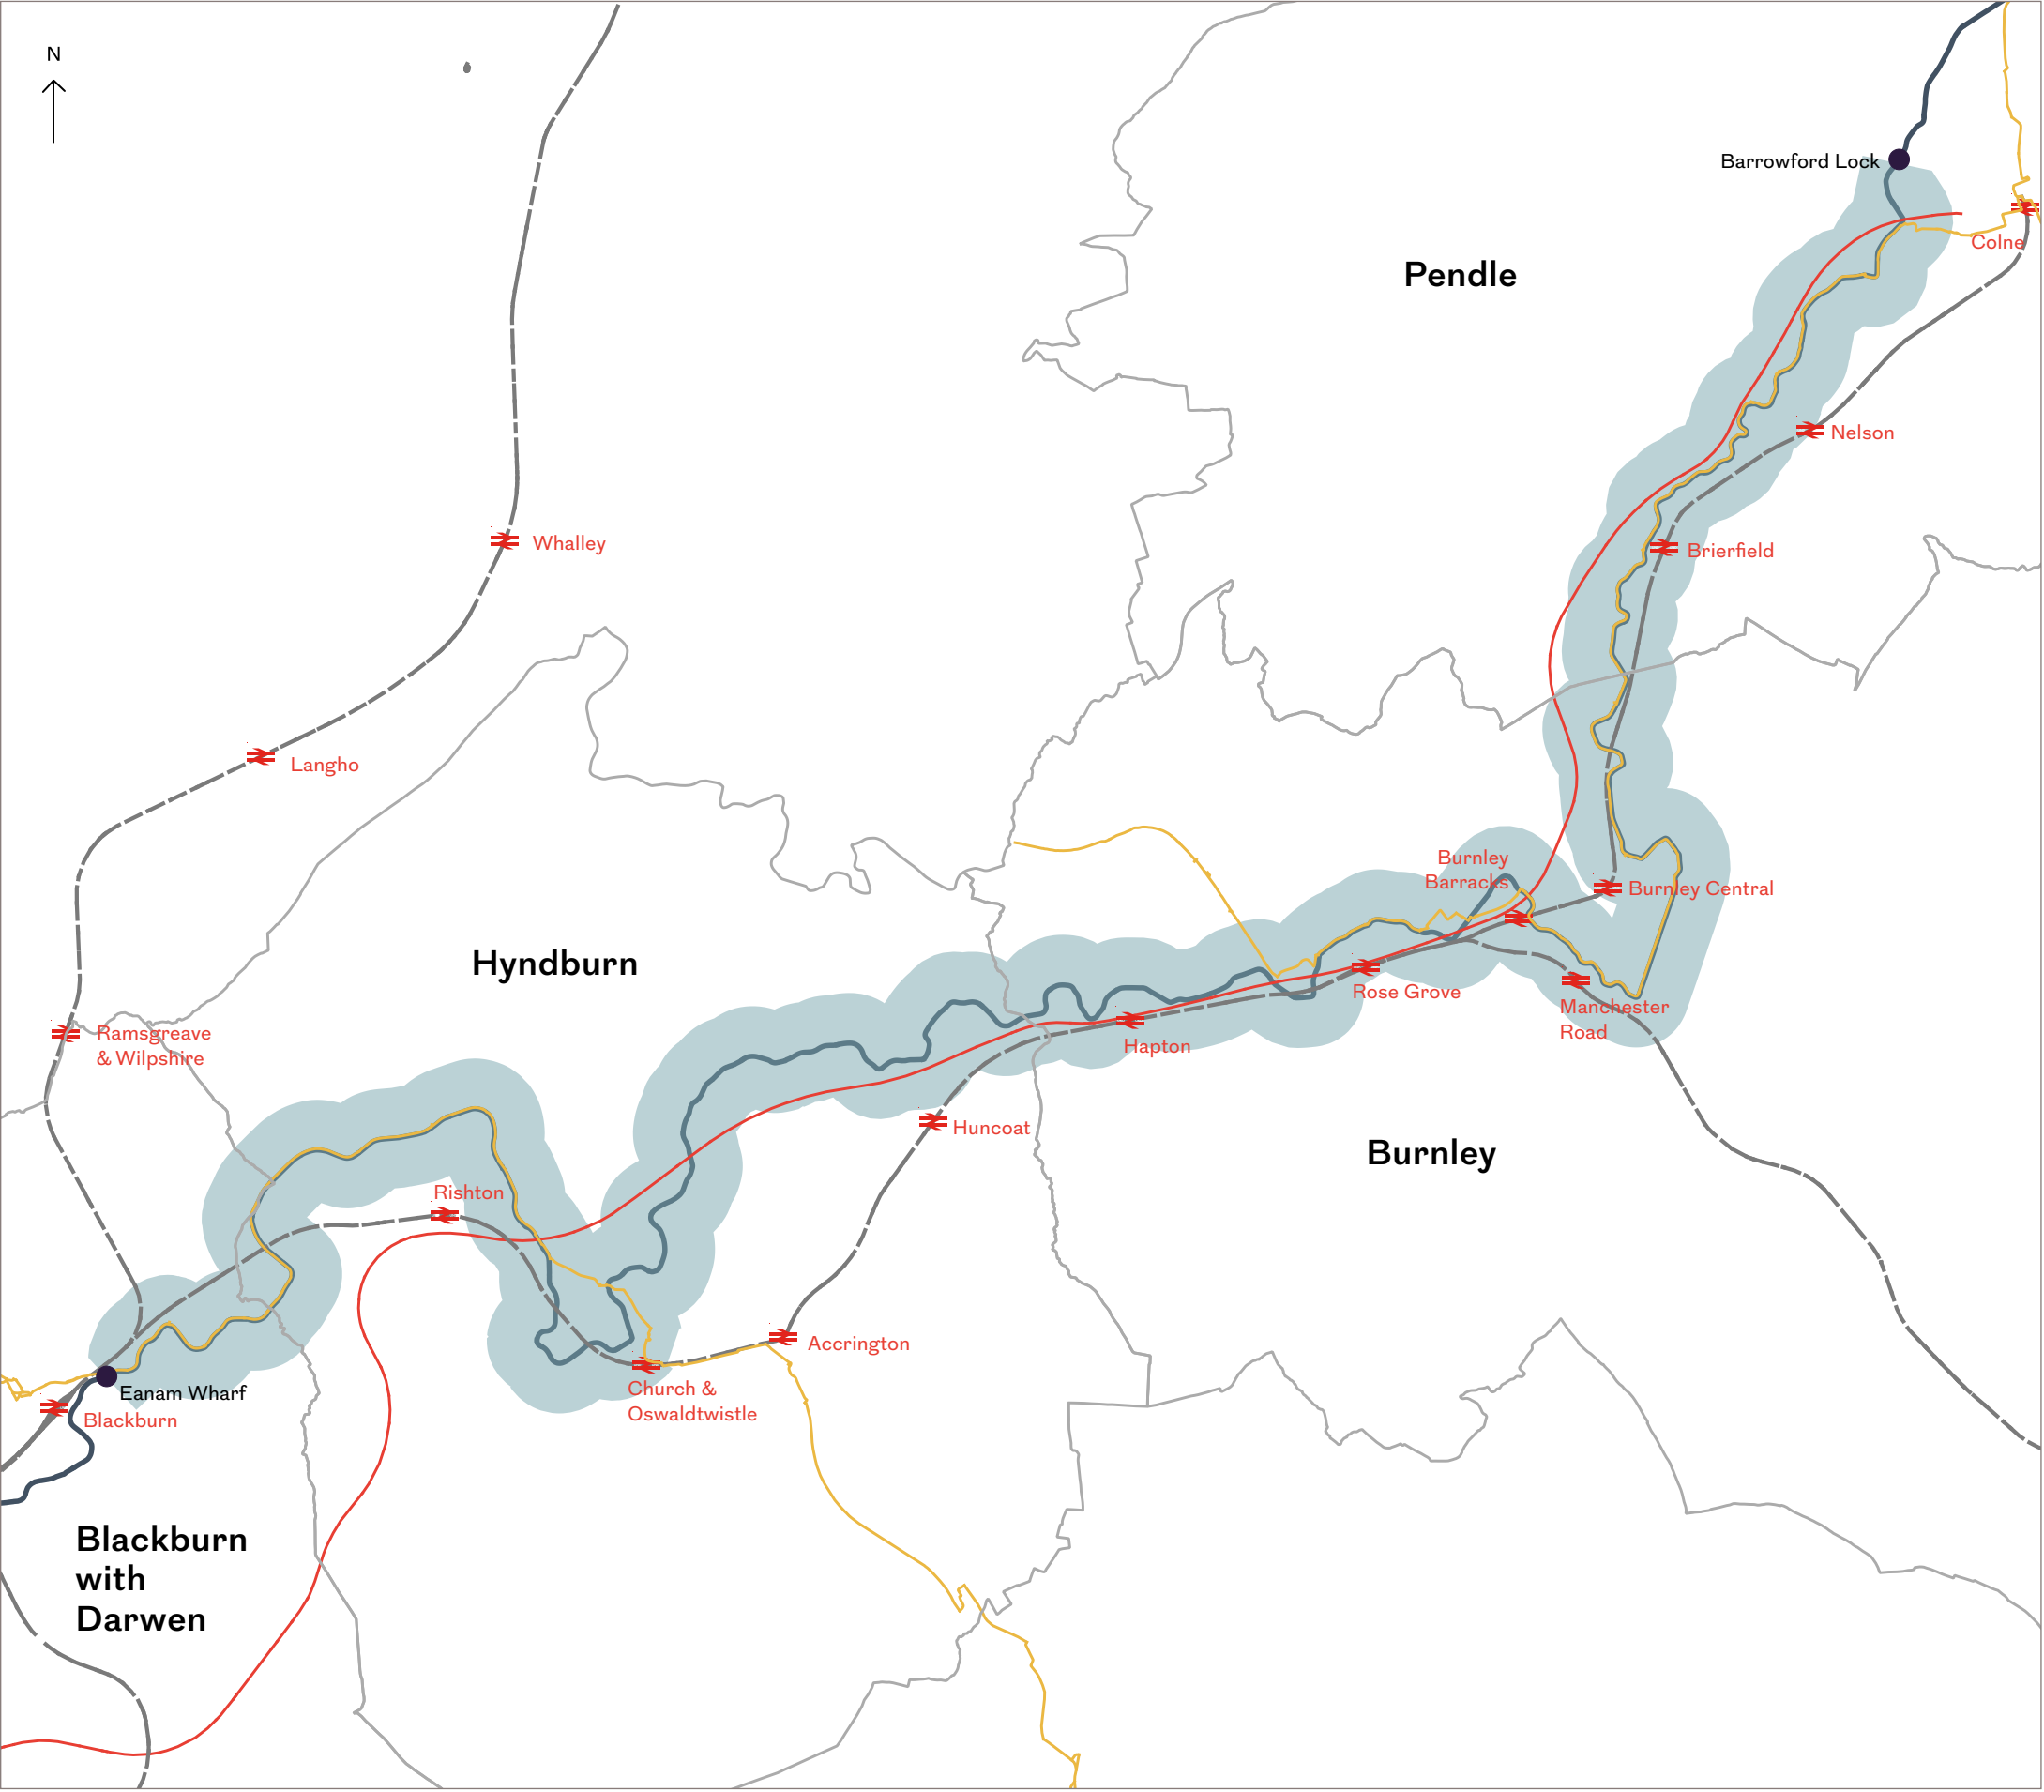 N
Barrowford Lock
Colne
Pendle
Nelson
Whalley
Brierfield
Langho
Burnley
Barracks
Burnley Central
Hyndburn
Rose Grove
Manchester
Road
Ramsgreave
& Wilpshire
Hapton
Huncoat
Burnley
Rishton
Accrington
Church &
Oswaldtwistle
Eanam Wharf
Blackburn
Blackburn
with
Darwen